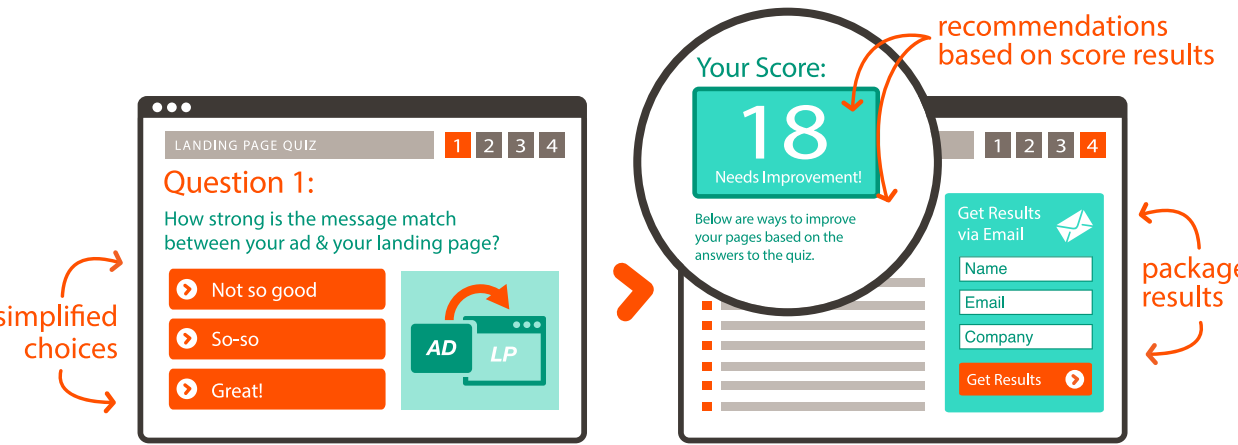 recommendations
based on score results
Your Score:
18
Needs Improvement!
Below are ways to improve
your pages based on the
answers to the quiz.
LANDING PAGE QUIZ
1 2 3 4
Question 1:
How strong is the message match
between your ad & your landing page?
Not so good
So-so
Great!
AD
LP
simplified
choices
1 2 3 4
Get Results
via Email
Name
Email
Company
Get Results
package
results